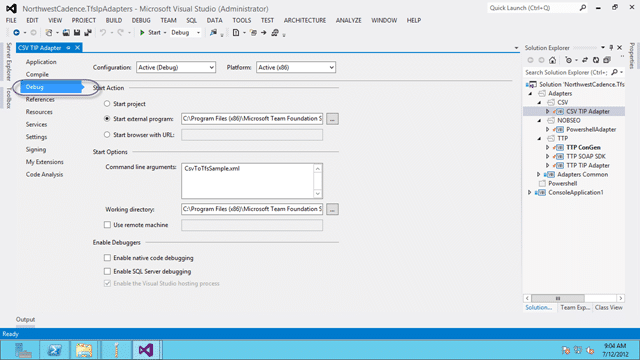 NorthwestCadence.TfsIpAdapters - Microsoft Visual Studio (Administrator)
Quick Launch (Ctrl+Q)
FILE EDIT VIEW PROJECT BUILD DEBUG TEAM SQL TOOLS TEST ARCHITECTURE ANALYZE WINDOW HELP
Start Debug
Server Explorer
Toolbox
CSV TIP Adapter
Application
Compile
Debug
References
Resources
Services
Settings
Signing
My Extensions
Code Analysis
Configuration: Active (Debug) Platform: Active (x86)
Start Action
Start project
Start external program: C:\Program Files (x86)\Microsoft Team Foundation S ...
Start browser with URL:
Start Options
Command line arguments: CsvToTfsSample.xml
Working directory: C:\Program Files (x86)\Microsoft Team Foundation S ...
Use remote machine
Enable Debuggers
Enable native code debugging
Enable SQL Server debugging
Enable the Visual Studio hosting process
Solution Explorer
Search Solution Explorer (Ctrl
Solution 'NorthwestCadence.Tfs
Adapters
CSV
CSV TIP Adapter
NOBSEO
PowershellAdapter
TTP
TTP ConGen
TTP SOAP SDK
TTP TIP Adapter
Adapters Common
Powershell
ConsoleApplication1
Solution... Team Exp... Class View
Properties
Output
Ready
9:04 AM
7/12/2012